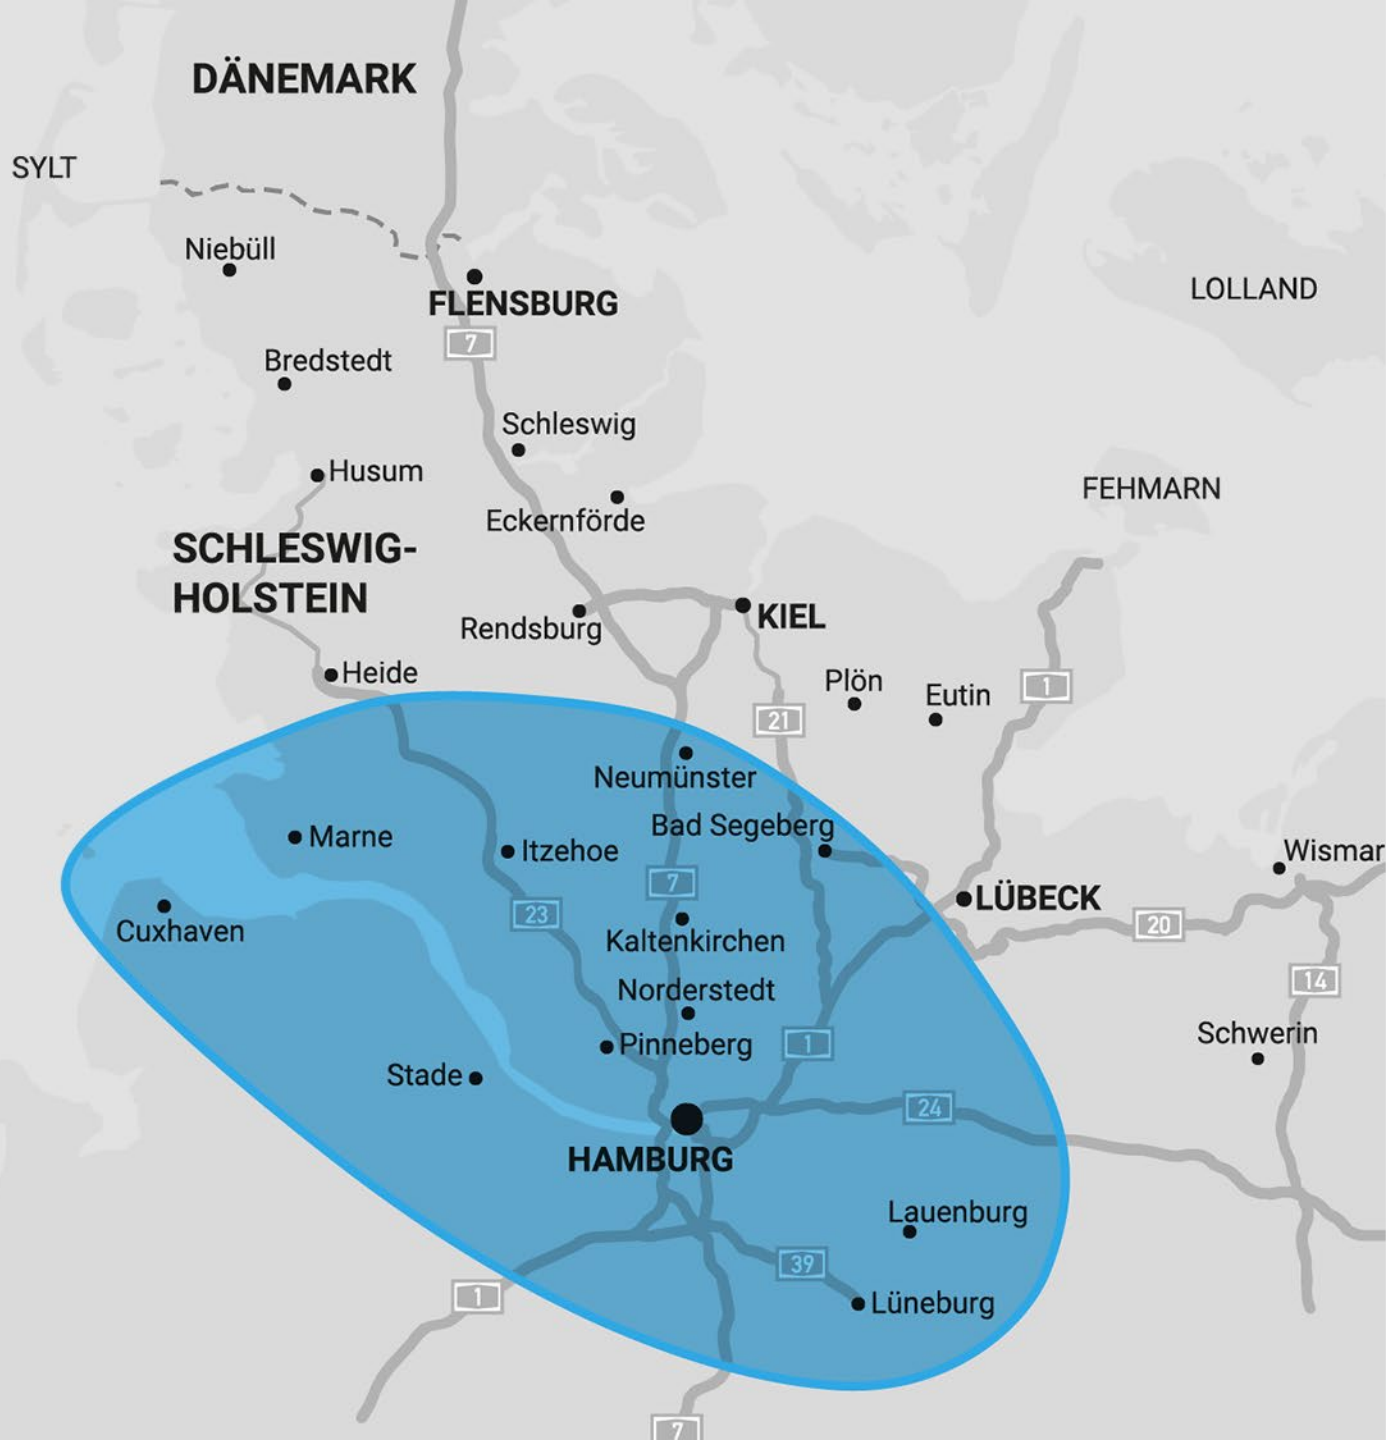 DÄNEMARK
SYLT
Niebüll
FLENSBURG
LOLLAND
7
Bredstedt
Schleswig
Husum
FEHMARN
Eckernförde
SCHLESWIG-
HOLSTEIN
KIEL
Rendsburg
Heide
Plön
Eutin
1
21
Neumünster
Bad Segeberg
Marne
Itzehoe
Wismar
7
LÜBECK
23
20
Cuxhaven
Kaltenkirchen
14
Norderstedt
Schwerin
Pinneberg
1
Stade
24
HAMBURG
Lauenburg
39
1
Lüneburg
7